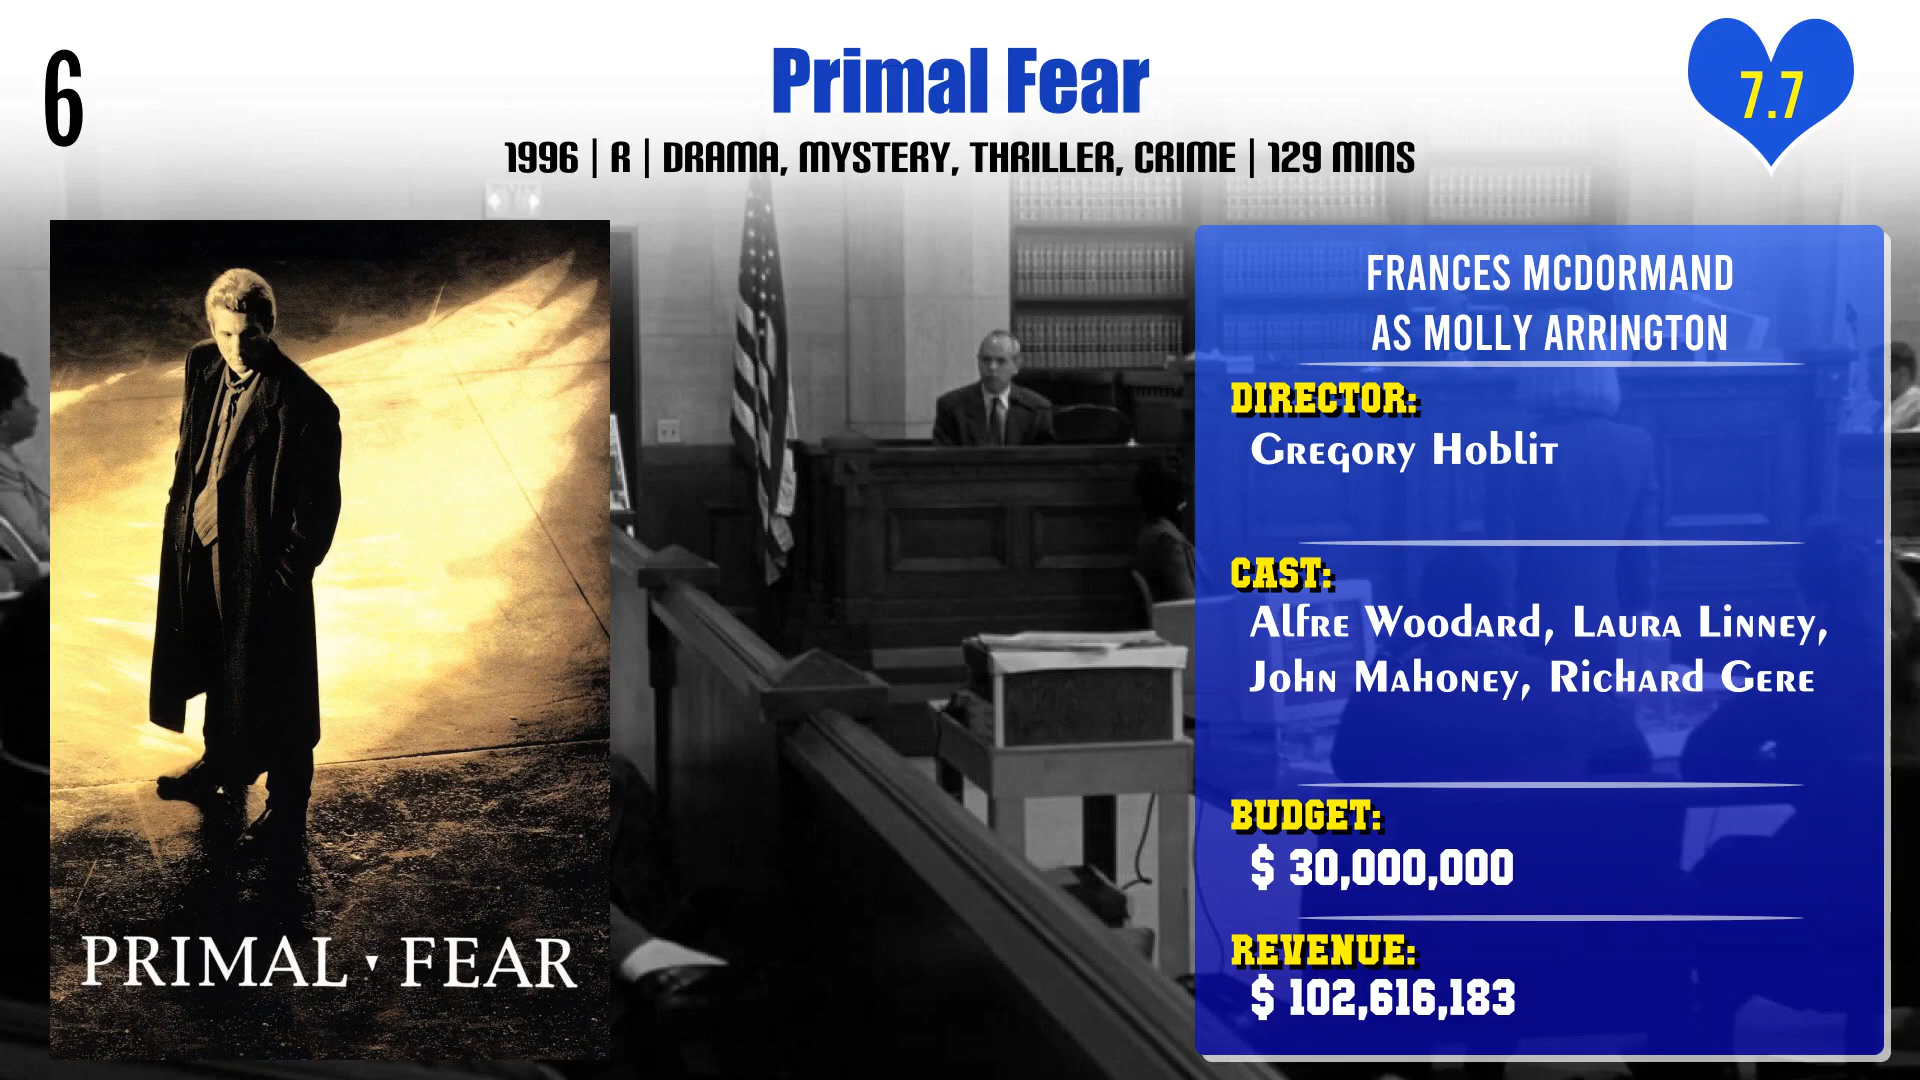 6
Primal Fear
7.7
1996 | R | DRAMA, MYSTERY, THRILLER, CRIME | 129 MINS
FRANCES MCDORMAND
AS MOLLY ARRINGTON
DIRECTOR:
Gregory Hoblit
CAST:
Alfre Woodard, Laura Linney,
John Mahoney, Richard Gere
BUDGET:
$ 30,000,000
REVENUE:
$ 102,616,183
PRIMAL FEAR